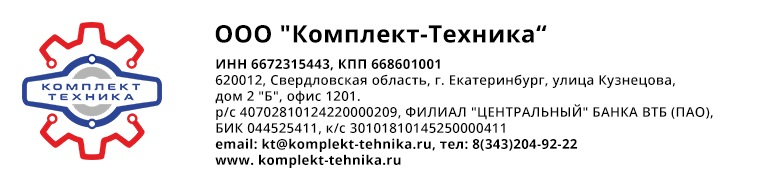 КОМПЛЕКТ
ТЕХНИКА
ООО "Комплект-Техника“
ИНН 6672315443, КПП 668601001
620012, Свердловская область, г. Екатеринбург, улица Кузнецова,
дом 2 "Б", офис 1201.
р/с 40702810124220000209, ФИЛИАЛ "ЦЕНТРАЛЬНЫЙ" БАНКА ВТБ (ПАО),
БИК 044525411, к/с 30101810145250000411
email: kt@komplekt-tehnika.ru, тел: 8(343)204-92-22
www. komplekt-tehnika.ru